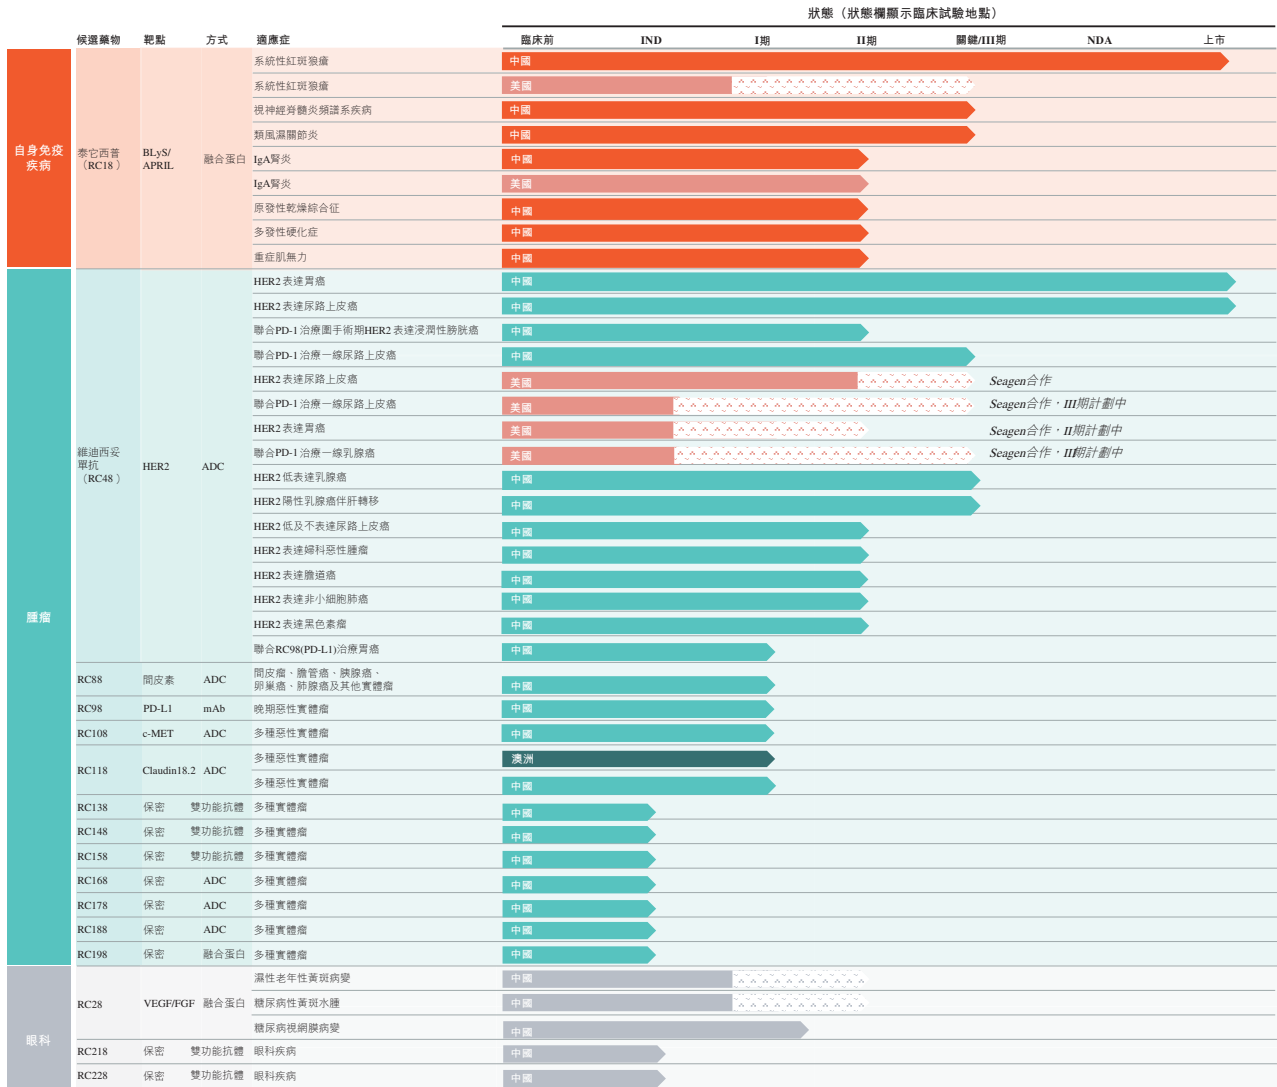 狀態（狀態欄顯示臨床試驗地點）
候選藥物 靶點 方式 適應症 臨床前 IND I期 II期 關鍵/III期 NDA 上市
自身免疫
疾病
泰它西普
（RC18）
BLyS/
APRIL
融合蛋白
系統性紅斑狼瘡 中國
系統性紅斑狼瘡 美國
視神經脊髓炎頻譜系疾病 中國
類風濕關節炎 中國
IgA腎炎 中國
IgA腎炎 美國
原發性乾燥綜合征 中國
多發性硬化症 中國
重症肌無力 中國
腫瘤
維迪西妥
單抗
（RC48）
HER2
ADC
HER2表達胃癌 中國
HER2表達尿路上皮癌 中國
聯合PD-1治療圍手術期HER2表達浸潤性膀胱癌 中國
聯合PD-1治療一線尿路上皮癌 中國
HER2表達尿路上皮癌 美國 Seagen合作
聯合PD-1治療一線尿路上皮癌 美國 Seagen合作，III期計劃中
HER2表達胃癌 美國 Seagen合作，II期計劃中
聯合PD-1治療一線乳腺癌 美國 Seagen合作，III期計劃中
HER2低表達乳腺癌 中國
HER2陽性乳腺癌伴肝轉移 中國
HER2低及不表達尿路上皮癌 中國
HER2表達婦科惡性腫瘤 中國
HER2表達膽道癌 中國
HER2表達非小細胞肺癌 中國
HER2表達黑色素瘤 中國
聯合RC98(PD-L1)治療胃癌 中國
RC88 間皮素 ADC 間皮瘤、膽管癌、胰腺癌、
卵巢癌、肺腺癌及其他實體瘤 中國
RC98 PD-L1 mAb 晚期惡性實體瘤 中國
RC108 c-MET ADC 多種惡性實體瘤 中國
RC118 Claudin18.2 ADC
多種惡性實體瘤 澳洲
多種惡性實體瘤 中國
RC138 保密 雙功能抗體 多種實體瘤 中國
RC148 保密 雙功能抗體 多種實體瘤 中國
RC158 保密 雙功能抗體 多種實體瘤 中國
RC168 保密 ADC 多種實體瘤 中國
RC178 保密 ADC 多種實體瘤 中國
RC188 保密 ADC 多種實體瘤 中國
RC198 保密 融合蛋白 多種實體瘤 中國
眼科
RC28 VEGF/FGF 融合蛋白
濕性老年性黃斑病變 中國
糖尿病性黃斑水腫 中國
糖尿病視網膜病變 中國
RC218 保密 雙功能抗體 眼科疾病 中國
RC228 保密 雙功能抗體 眼科疾病 中國